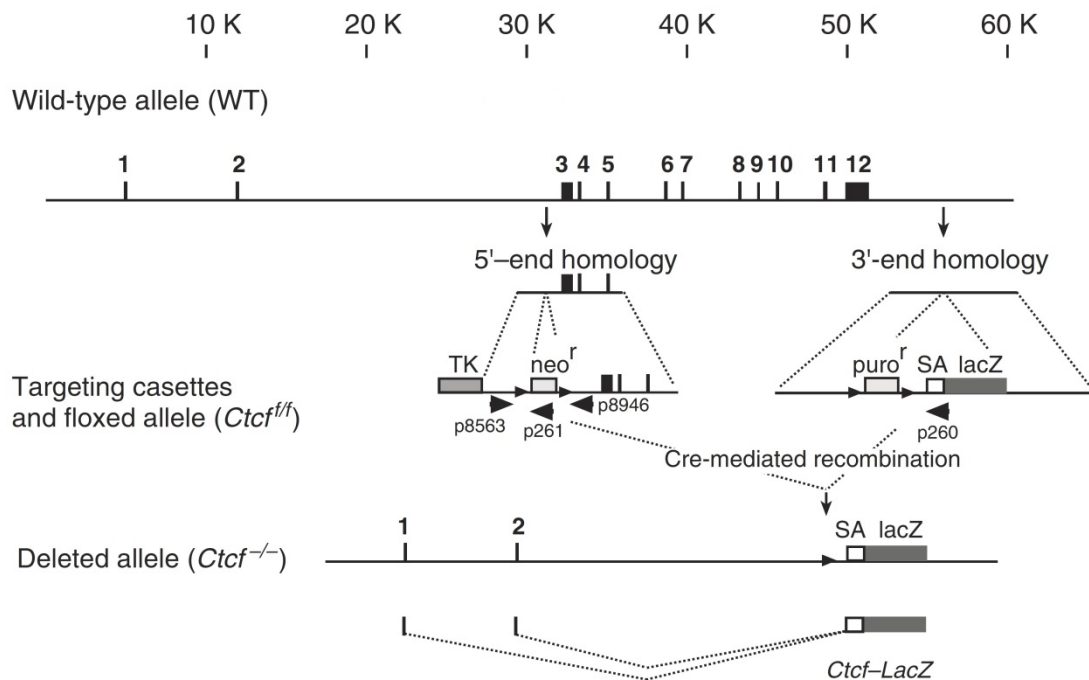 10 K 20 K 30 K 40 K 50 K 60 K
Wild-type allele (WT)
1 2 3 4 5 6 7 8 9 10 11 12
5'–end homology 3'-end homology
TK neo^r puro^r SA lacZ
Targeting casettes
and floxed allele (Ctcf^f/f)
p8563 p261 p8946 p260
Cre-mediated recombination
1 2 SA lacZ
Deleted allele (Ctcf^–/–)
Ctcf–LacZ